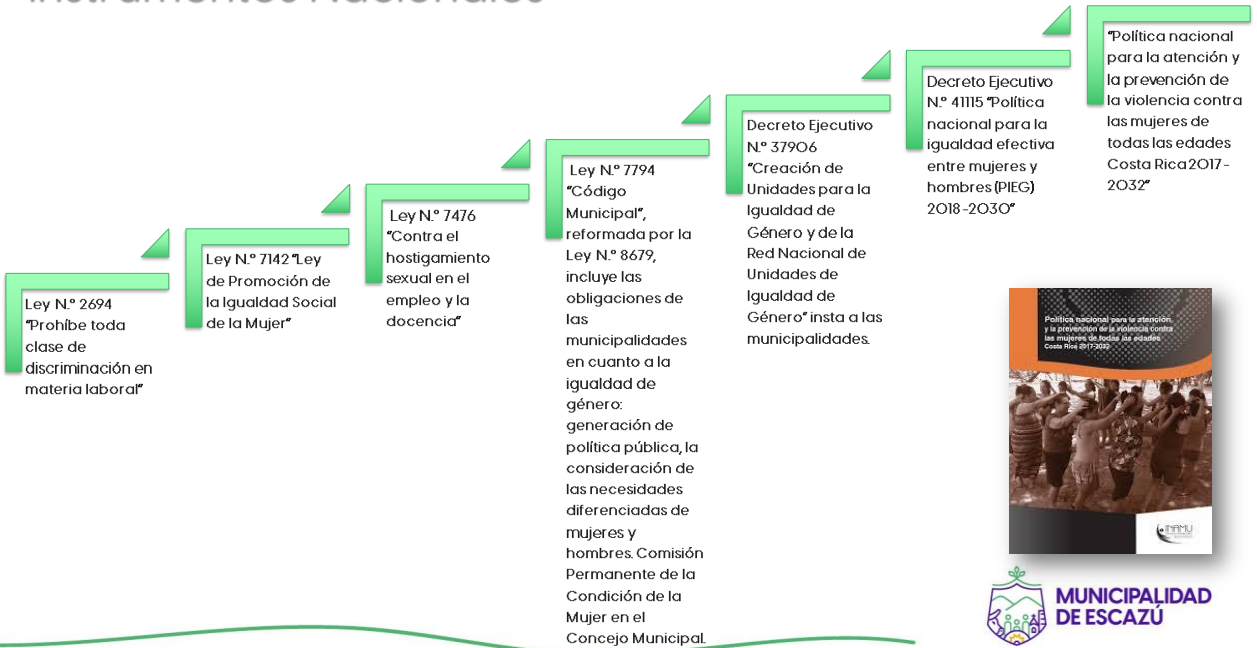 Instrumentos Nacionales
Ley N.° 2694
"Prohíbe toda
clase de
discriminación en
materia laboral"
Ley N.° 7142 "Ley
de Promoción de
la Igualdad Social
de la Mujer"
Ley N.° 7476
"Contra el
hostigamiento
sexual en el
empleo y la
docencia"
Ley N.° 7794
"Código
Municipal",
reformada por la
Ley N.° 8679,
incluye las
obligaciones de
las
municipalidades
en cuanto a la
igualdad de
género:
generación de
política pública, la
consideración de
las necesidades
diferenciadas de
mujeres y
hombres. Comisión
Permanente de la
Condición de la
Mujer en el
Concejo Municipal.
Decreto Ejecutivo
N.° 37906
"Creación de
Unidades para la
Igualdad de
Género y de la
Red Nacional de
Unidades de
Igualdad de
Género" insta a las
municipalidades.
Decreto Ejecutivo
N.° 41115 "Política
nacional para la
igualdad efectiva
entre mujeres y
hombres (PIEG)
2018-2030"
"Política nacional
para la atención y
la prevención de
la violencia contra
las mujeres de
todas las edades
Costa Rica 2017-
2032"
Política nacional para la atención
y la prevención de la violencia contra
las mujeres de todas las edades
Costa Rica 2017-2032
INAMU
MUNICIPALIDAD
DE ESCAZÚ